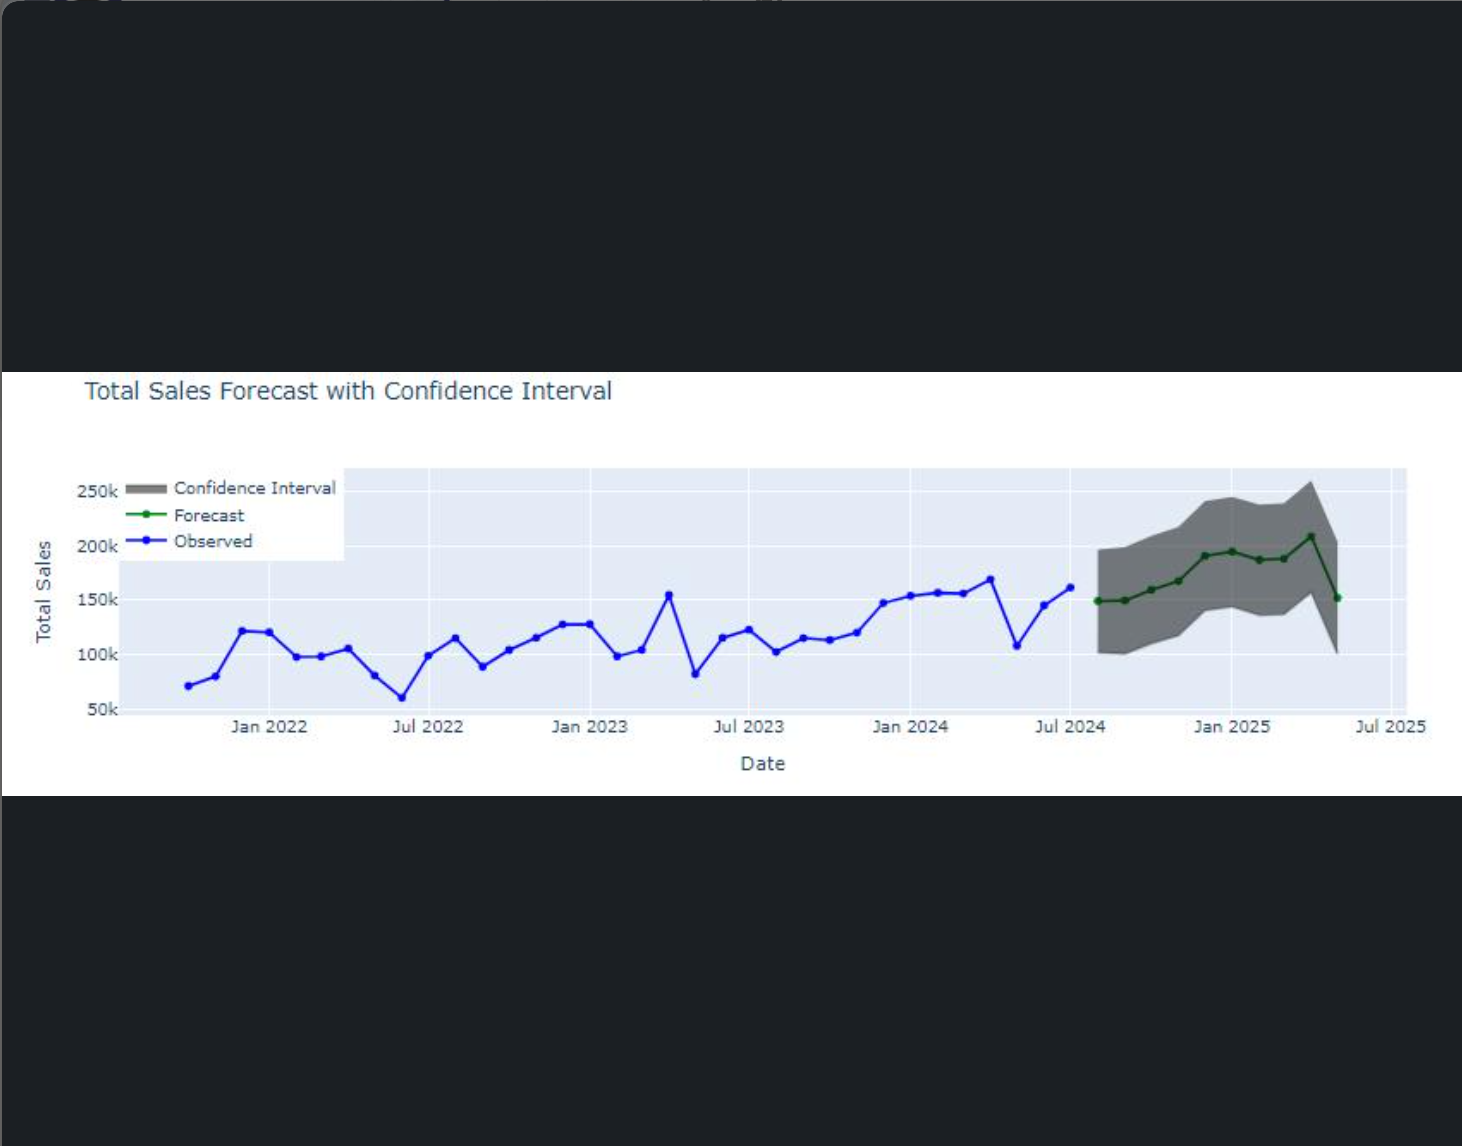 Total Sales Forecast with Confidence Interval
Confidence Interval
Forecast
Observed
250k
200k
150k
100k
50k
Total Sales
Jan 2022
Jul 2022
Jan 2023
Jul 2023
Jan 2024
Jul 2024
Jan 2025
Jul 2025
Date